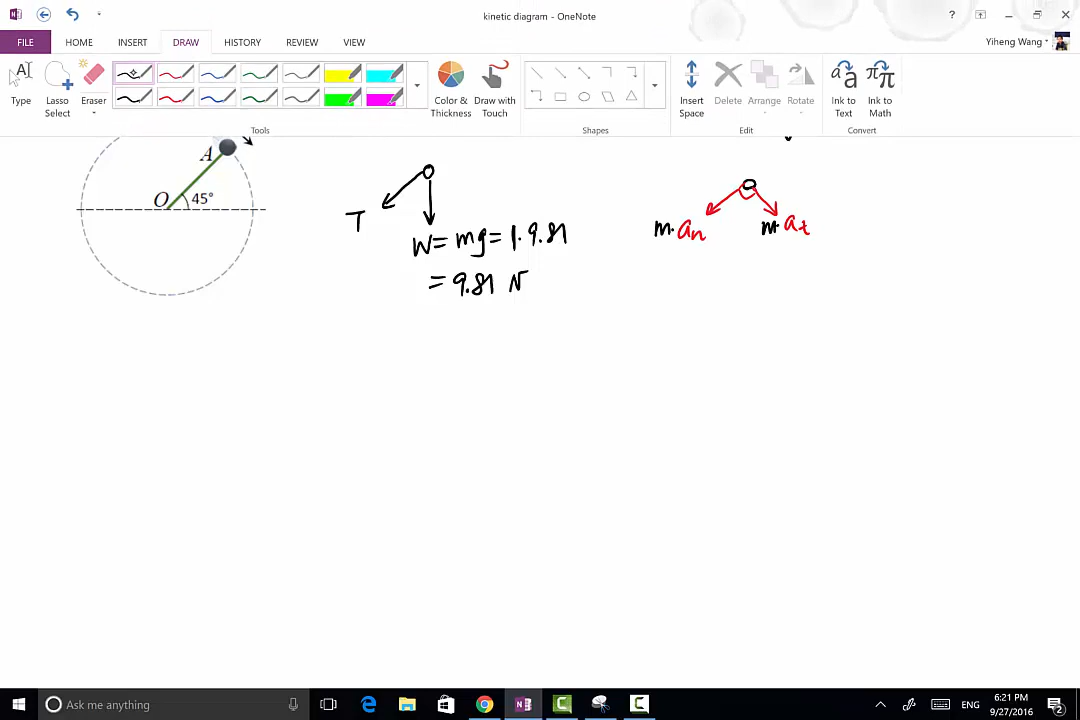 kinetic diagram - OneNote
?
FILE
HOME
INSERT
DRAW
HISTORY
REVIEW
VIEW
Yiheng Wang
Type
Lasso Select
Eraser
Color & Thickness
Draw with Touch
Insert Space
Delete
Arrange
Rotate
Ink to Text
Ink to Math
Tools
Shapes
Edit
Convert
A
O 45°
T
W = mg = 1·9.81
= 9.81 N
m·an
m·at
Ask me anything
ENG
6:21 PM
9/27/2016
2